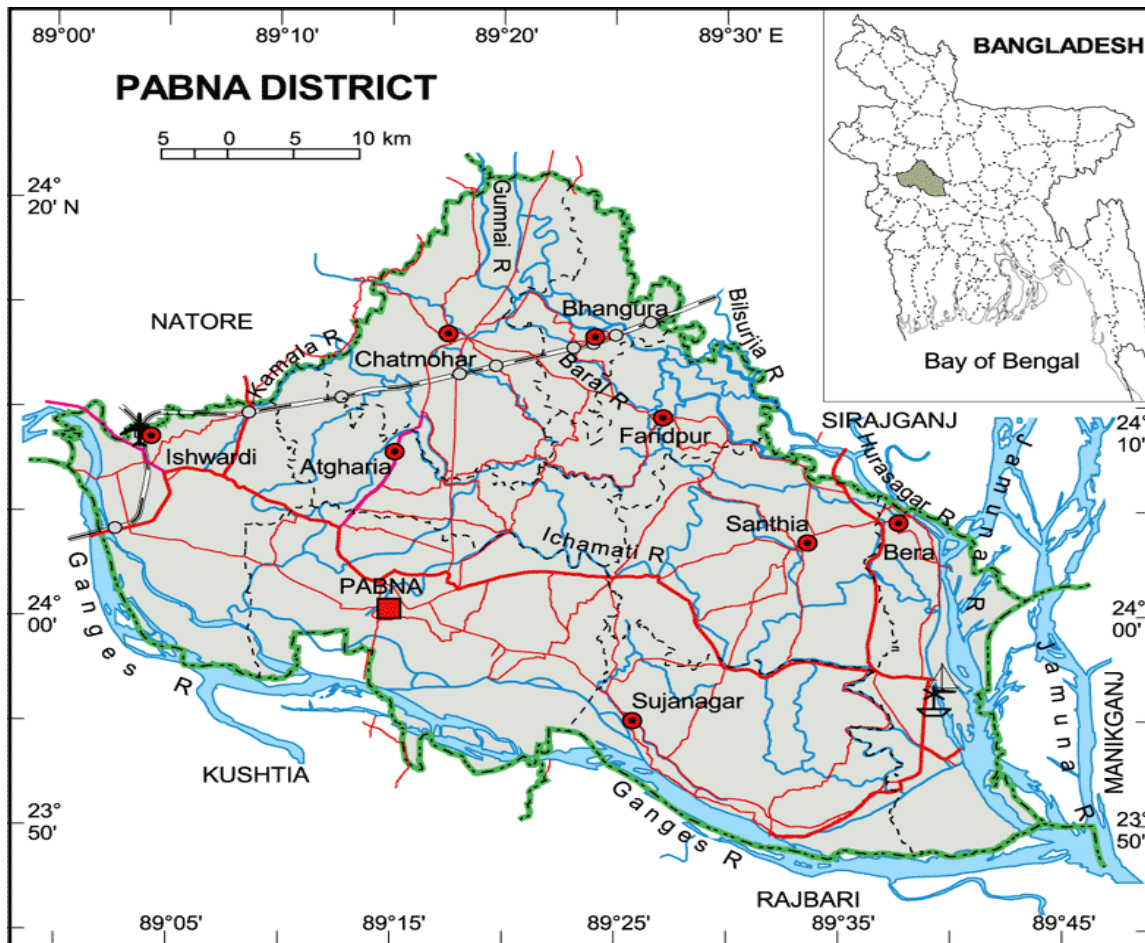 89°00' 89°10' 89°20' 89°30' E
BANGLADESH
PABNA DISTRICT
5 0 5 10 km
24°
20' N
Gumnai R
NATORE
Bhangura
Bilsurjia R
Bay of Bengal
Kamala R
Chatmohar
Baral R
SIRAJGANJ
24°
10'
Faridpur
Ishwardi
Atgharia
Hurasagar R
Jamuna R
Santhia
Bera
Ichamati R
Ganges R
PABNA
24°
00'
24°
00'
Jamuna R
MANIKGANJ
Sujanagar
KUSHTIA
Ganges R
23°
50'
23°
50'
RAJBARI
89°05' 89°15' 89°25' 89°35' 89°45'